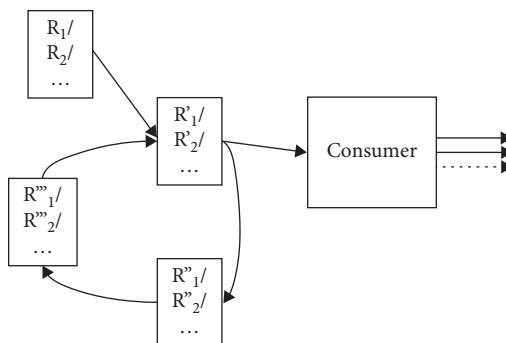 R₁/
R₂/
...
R'₁/
R'₂/
...
Consumer
R'''₁/
R'''₂/
...
R''₁/
R''₂/
...